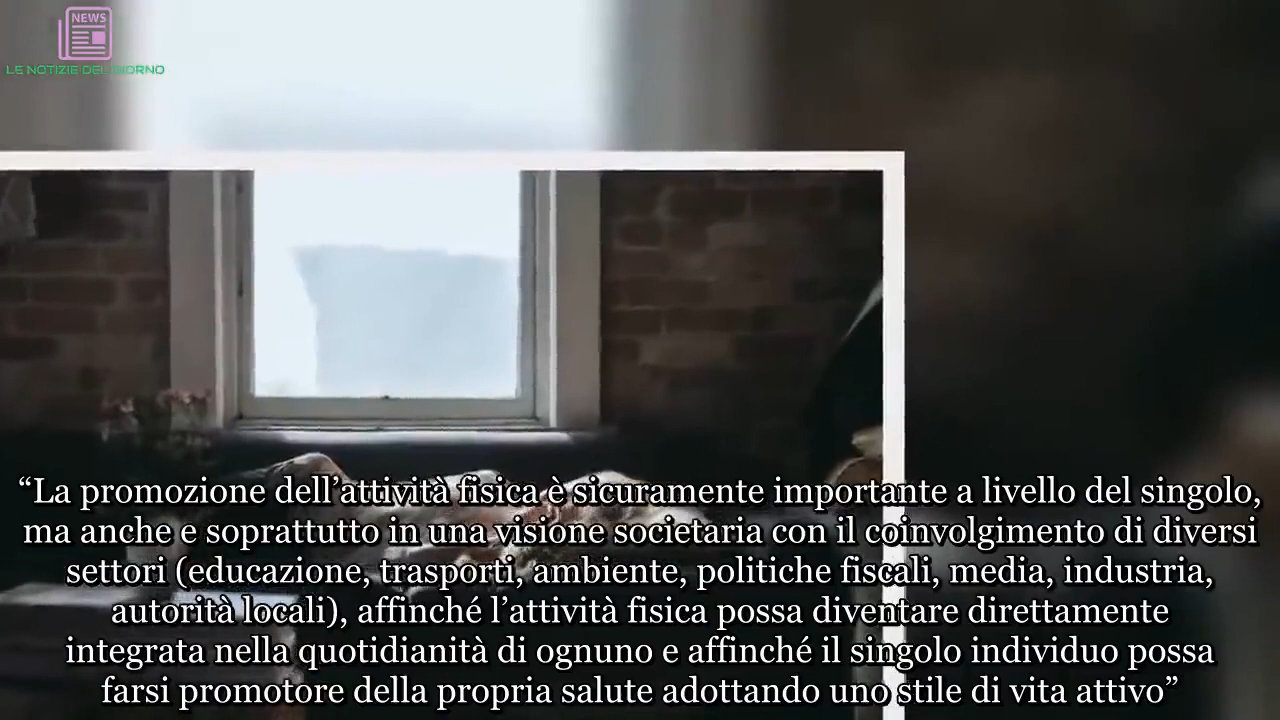 NEWS
LE NOTIZIE DEL GIORNO
“La promozione dell’attività fisica è sicuramente importante a livello del singolo,
ma anche e soprattutto in una visione societaria con il coinvolgimento di diversi
settori (educazione, trasporti, ambiente, politiche fiscali, media, industria,
autorità locali), affinché l’attività fisica possa diventare direttamente
integrata nella quotidianità di ognuno e affinché il singolo individuo possa
farsi promotore della propria salute adottando uno stile di vita attivo”